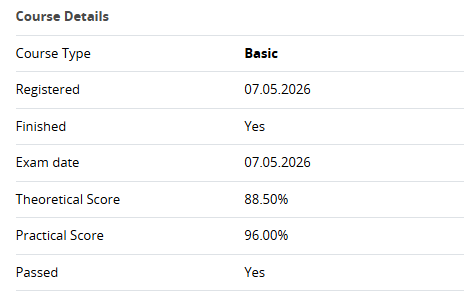 Course Details
Course Type Basic
Registered 07.05.2026
Finished Yes
Exam date 07.05.2026
Theoretical Score 88.50%
Practical Score 96.00%
Passed Yes